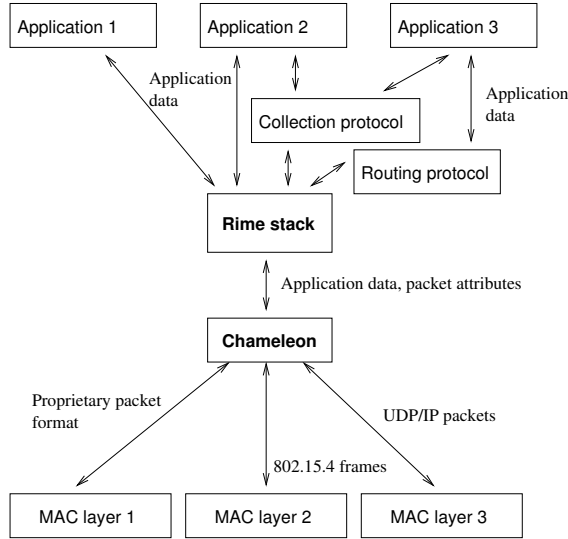 Application 1
Application 2
Application 3
Application
data
Application
data
Collection protocol
Routing protocol
Rime stack
Application data, packet attributes
Chameleon
Proprietary packet
format
UDP/IP packets
802.15.4 frames
MAC layer 1
MAC layer 2
MAC layer 3